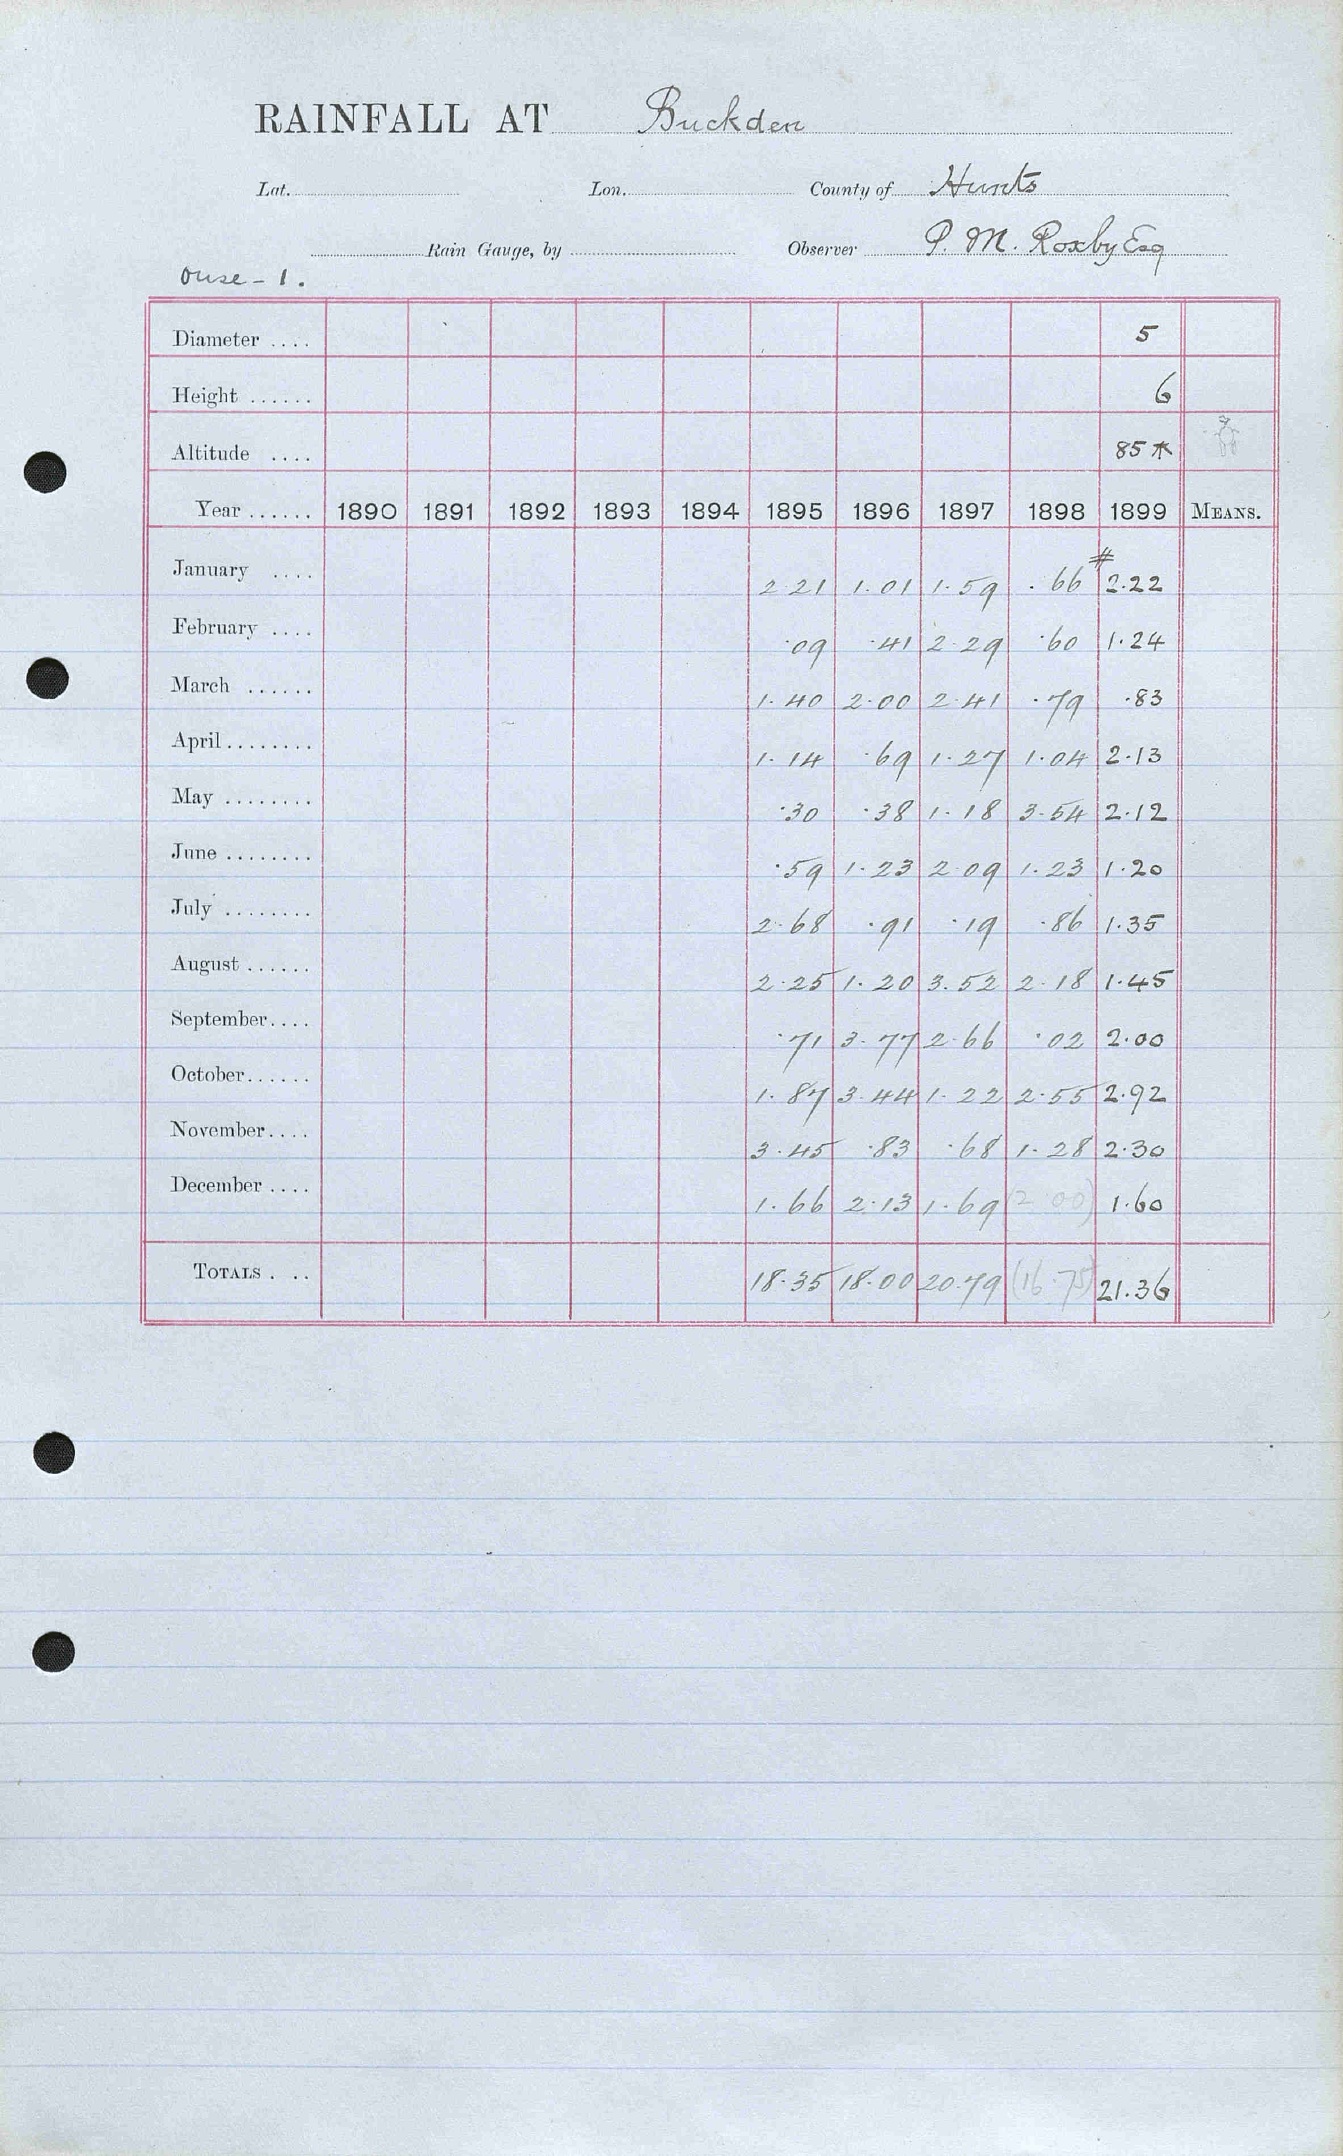 RAINFALL AT Buckden
Lat. Lon. County of Hunts
Rain Gauge, by Observer P. M. Roxby Esq
Ouse - 1.
Diameter .... 5
Height ...... 6
Altitude .... 85 *
Year ...... 1890 1891 1892 1893 1894 1895 1896 1897 1898 1899 MEANS.
January .... 2.21 1.01 1.59 .66 # 2.22
February .... .09 .41 2.29 .60 1.24
March ...... 1.40 2.00 2.41 .79 .83
April ........ 1.14 .69 1.27 1.04 2.13
May ........ .30 .38 1.18 3.54 2.12
June ........ .59 1.23 2.09 1.23 1.20
July ........ 2.68 .91 .19 .86 1.35
August ...... 2.25 1.20 3.52 2.18 1.45
September.... .71 3.77 2.66 .02 2.00
October...... 1.87 3.44 1.22 2.55 2.92
November.... 3.45 .83 .68 1.28 2.30
December .... 1.66 2.13 1.69 (2.00) 1.60
TOTALS . .. 18.35 18.00 20.79 (16.75) 21.36